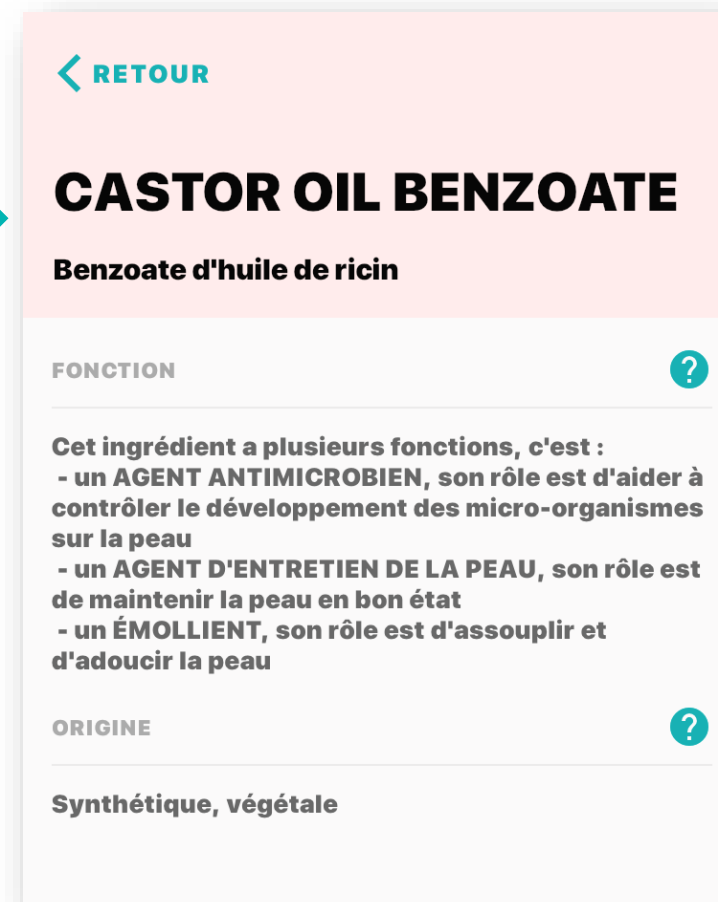 RETOUR
CASTOR OIL BENZOATE
Benzoate d'huile de ricin
FONCTION
?
Cet ingrédient a plusieurs fonctions, c'est :
- un AGENT ANTIMICROBIEN, son rôle est d'aider à
contrôler le développement des micro-organismes
sur la peau
- un AGENT D'ENTRETIEN DE LA PEAU, son rôle est
de maintenir la peau en bon état
- un ÉMOLLIENT, son rôle est d'assouplir et
d'adoucir la peau
ORIGINE
?
Synthétique, végétale